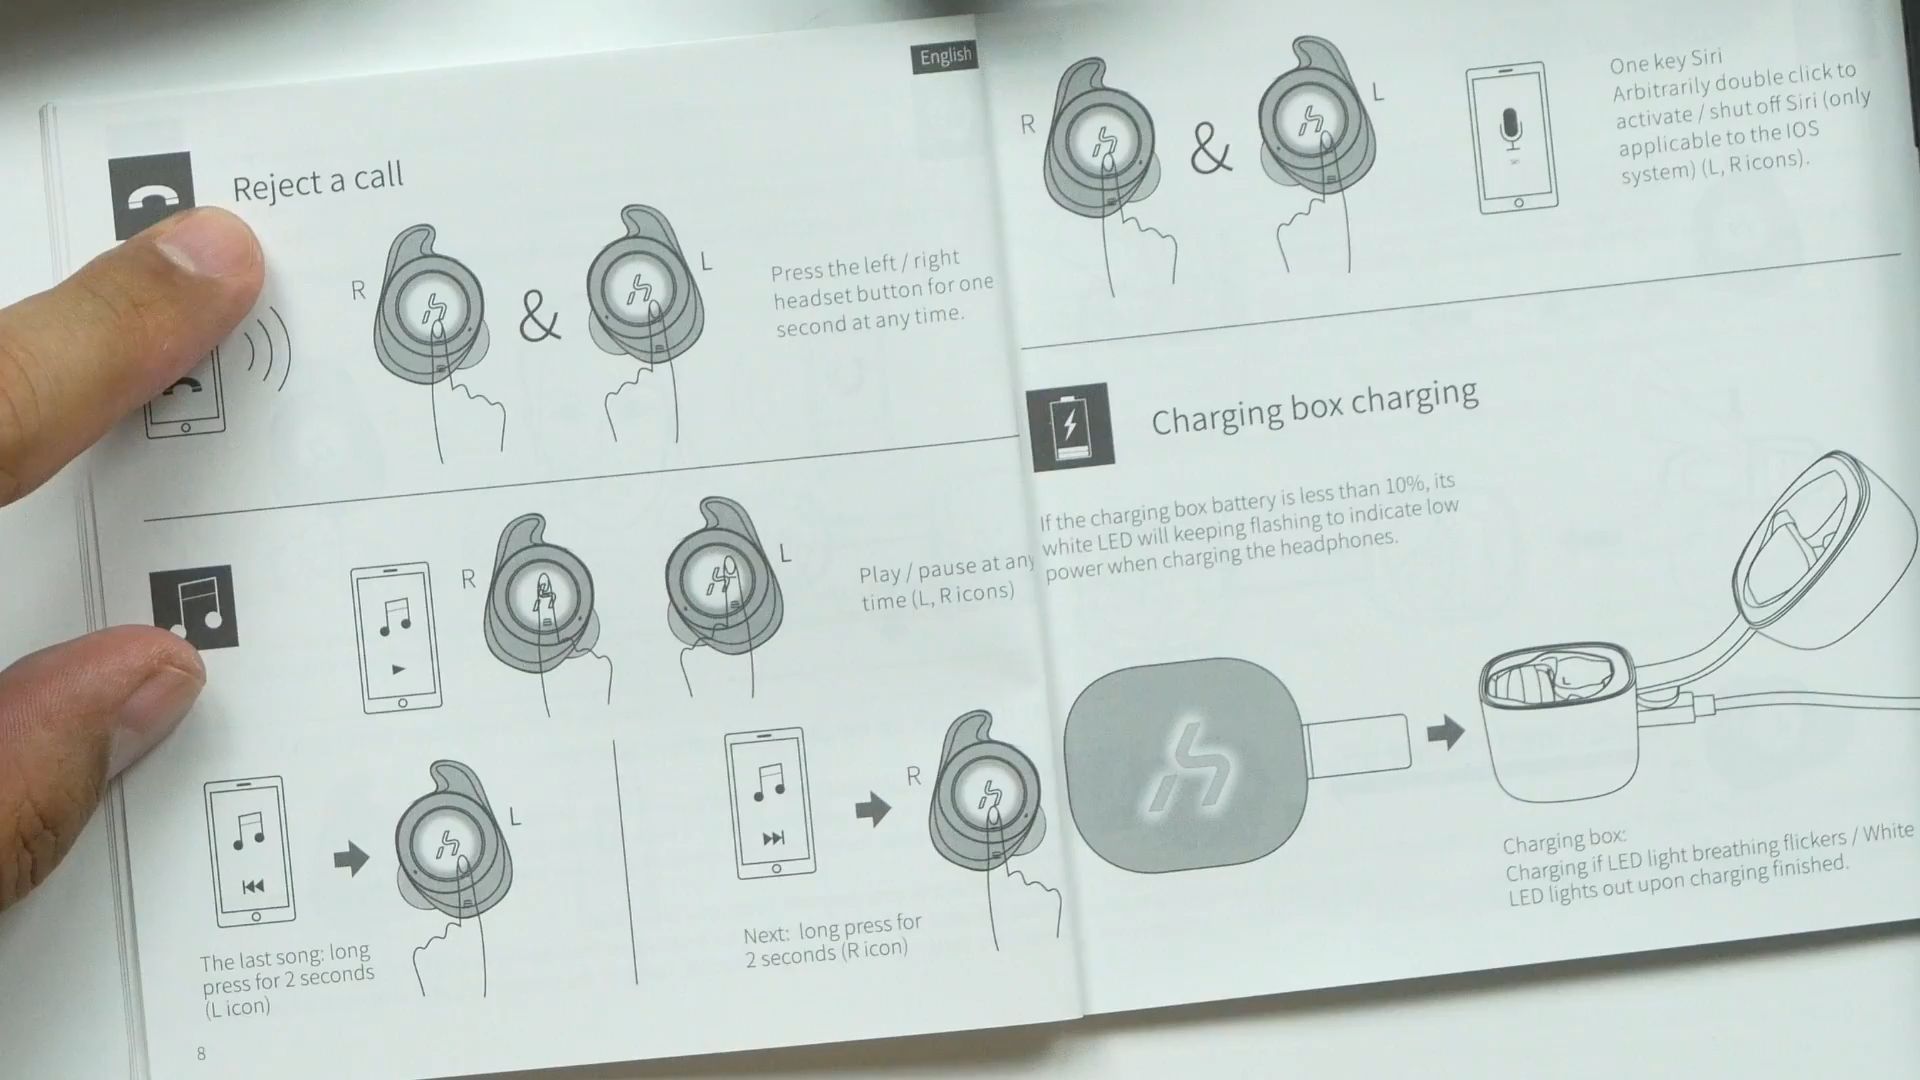 English
Reject a call
R
&
L
Press the left / right
headset button for one
second at any time.
R
L
Play / pause at any
time (L, R icons)
L
The last song: long
press for 2 seconds
(L icon)
R
Next: long press for
2 seconds (R icon)
8
R
&
L
One key Siri
Arbitrarily double click to
activate / shut off Siri (only
applicable to the IOS
system) (L, R icons).
Charging box charging
If the charging box battery is less than 10%, its
white LED will keeping flashing to indicate low
power when charging the headphones.
Charging box:
Charging if LED light breathing flickers / White
LED lights out upon charging finished.